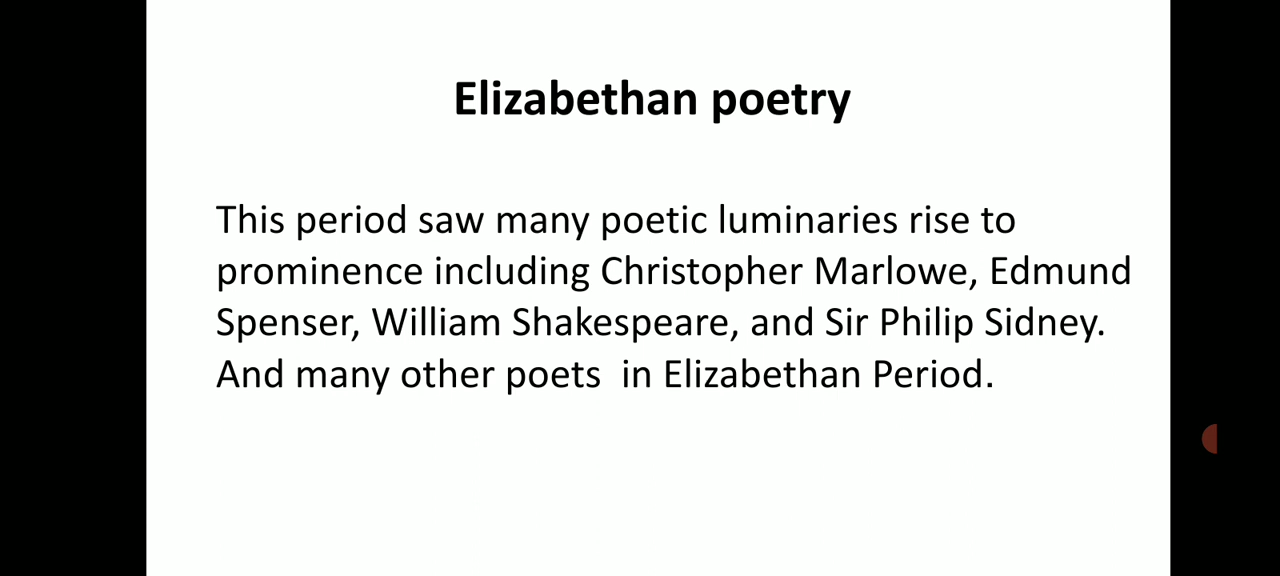 Elizabethan poetry
This period saw many poetic luminaries rise to
prominence including Christopher Marlowe, Edmund
Spenser, William Shakespeare, and Sir Philip Sidney.
And many other poets  in Elizabethan Period.